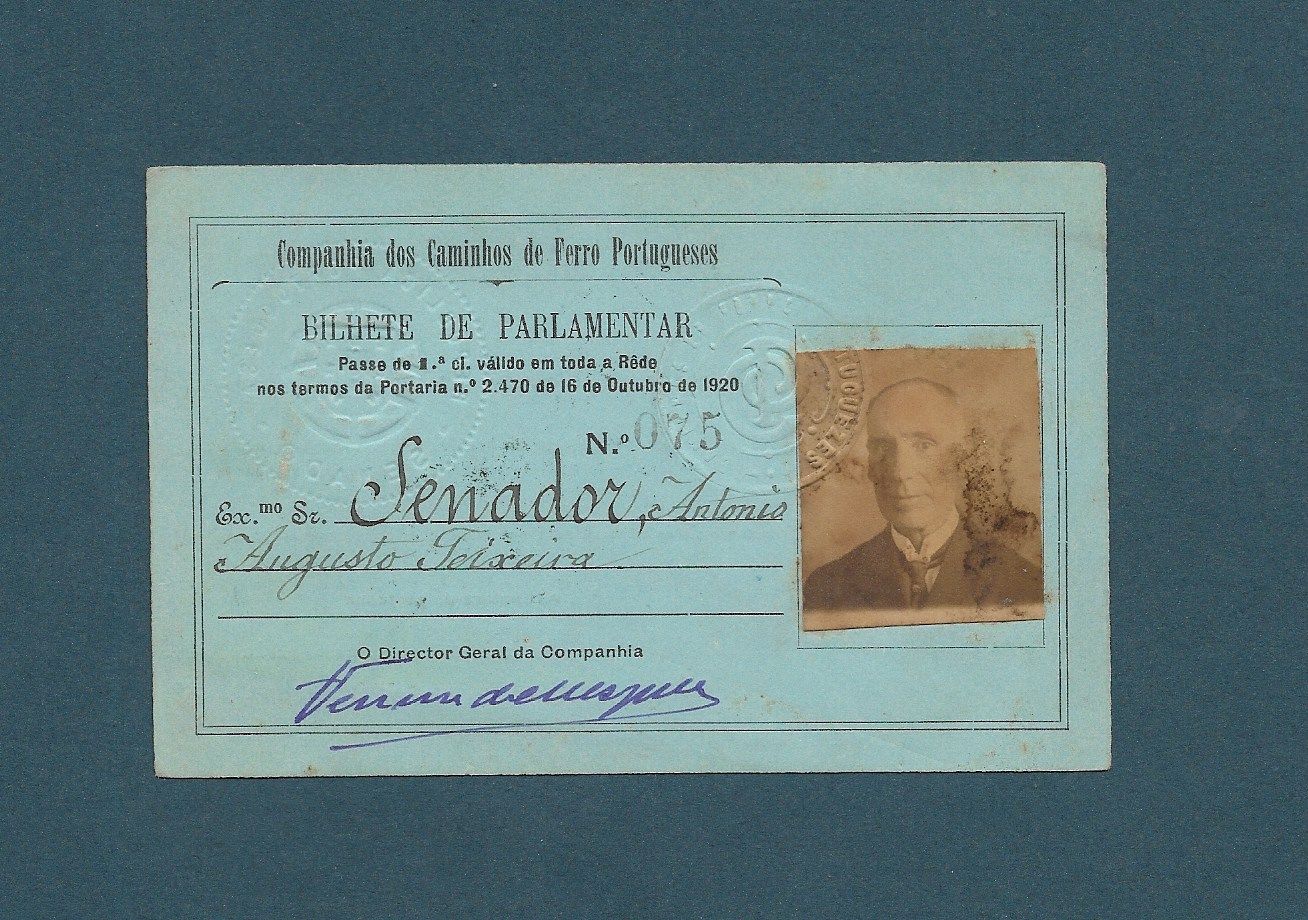 Companhia dos Caminhos de Ferro Portugueses
BILHETE DE PARLAMENTAR
Passe de 1.ª cl. válido em toda a Rêde
nos termos da Portaria n.º 2.470 de 16 de Outubro de 1920
N.º 075
Ex.mo Sr. Senador, Antonio
Augusto Teixeira
O Director Geral da Companhia
TUGUEZES